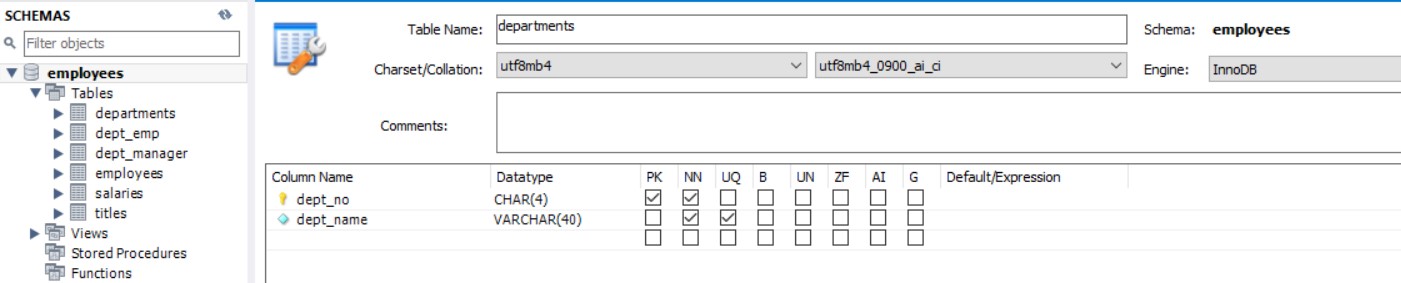 SCHEMAS
Filter objects
employees
Tables
departments
dept_emp
dept_manager
employees
salaries
titles
Views
Stored Procedures
Functions
Table Name: departments Schema: employees
Charset/Collation: utf8mb4 utf8mb4_0900_ai_ci Engine: InnoDB
Comments:
Column Name Datatype PK NN UQ B UN ZF AI G Default/Expression
dept_no CHAR(4)
dept_name VARCHAR(40)